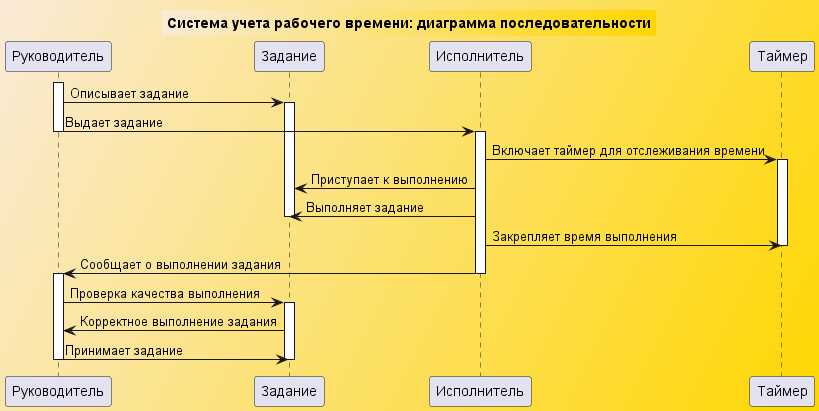 Система учета рабочего времени: диаграмма последовательности
Руководитель
Задание
Исполнитель
Таймер
Описывает задание
Выдает задание
Включает таймер для отслеживания времени
Приступает к выполнению
Выполняет задание
Закрепляет время выполнения
Сообщает о выполнении задания
Проверка качества выполнения
Корректное выполнение задания
Принимает задание
Руководитель
Задание
Исполнитель
Таймер